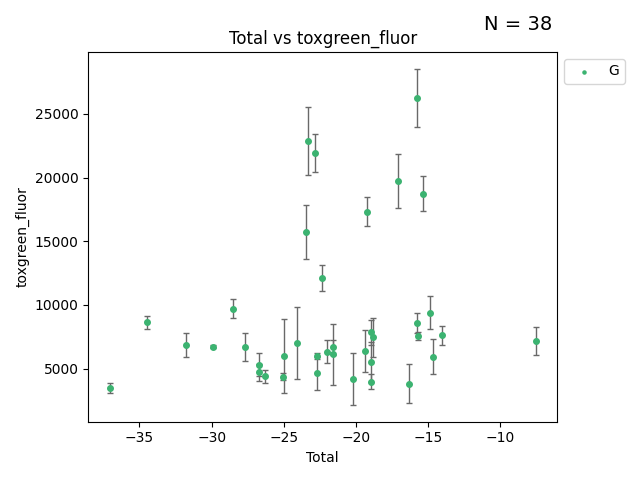 N = 38
Total vs toxgreen_fluor
G
25000
20000
15000
10000
5000
toxgreen_fluor
−35 −30 −25 −20 −15 −10
Total